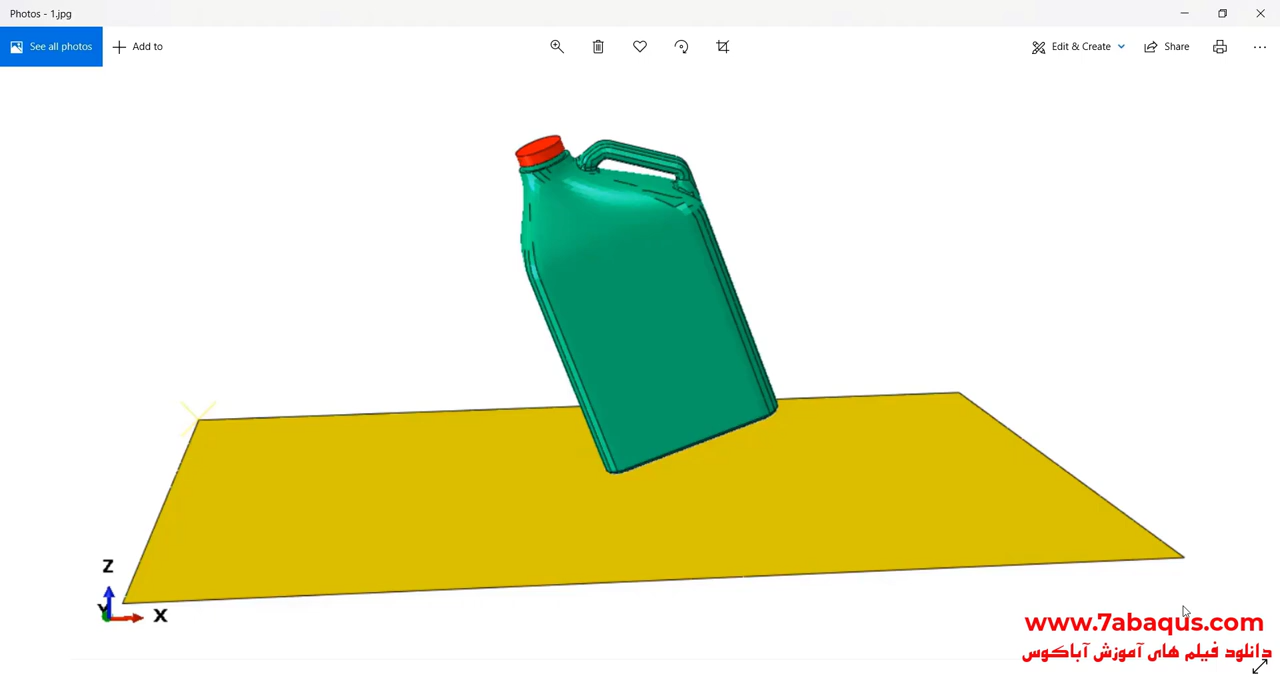 Photos - 1.jpg
See all photos
Add to
Edit & Create
Share
Z
Y
X
www.7abaqus.com
دانلود فیلم های آموزش آباکوس